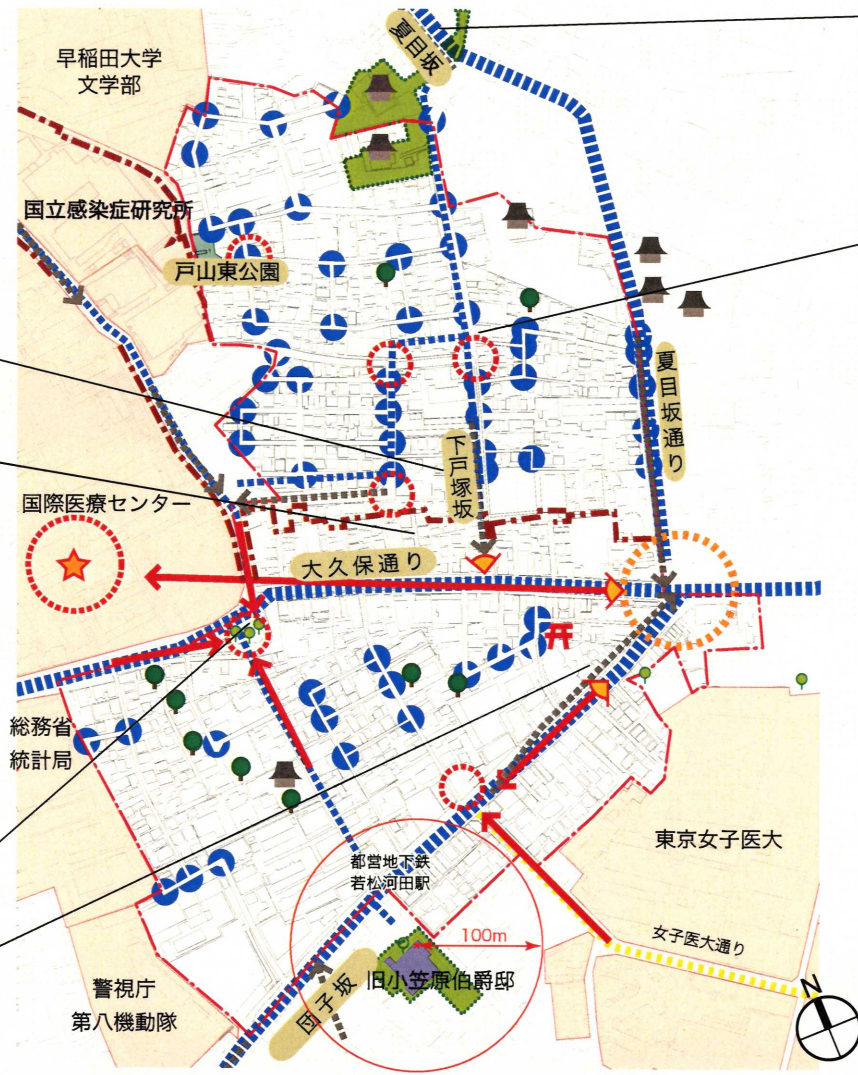 夏目坂
早稲田大学
文学部
国立感染症研究所
戸山東公園
夏目坂通り
下戸塚坂
国際医療センター
大久保通り
総務省
統計局
東京女子医大
都営地下鉄
若松河田駅
100m
女子医大通り
旧小笠原伯爵邸
団子坂
警視庁
第八機動隊
N